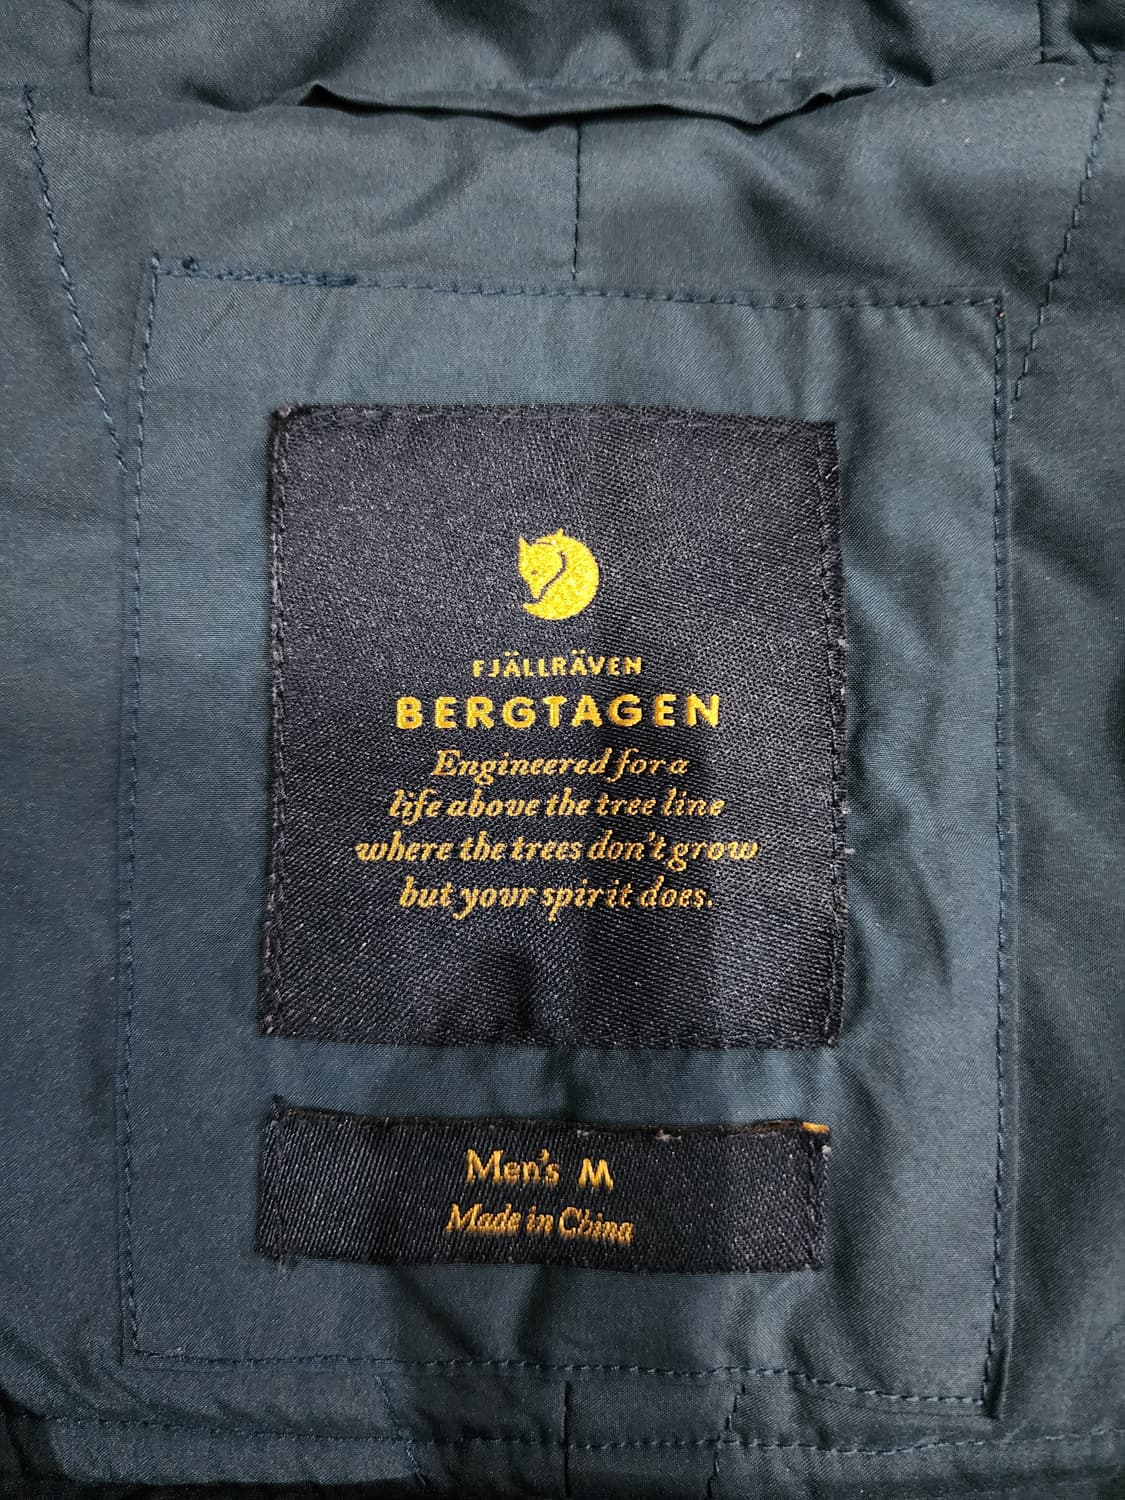 FJÄLLRÄVEN
BERGTAGEN
Engineered for a
life above the tree line
where the trees don't grow
but your spirit does.
Men's M
Made in China